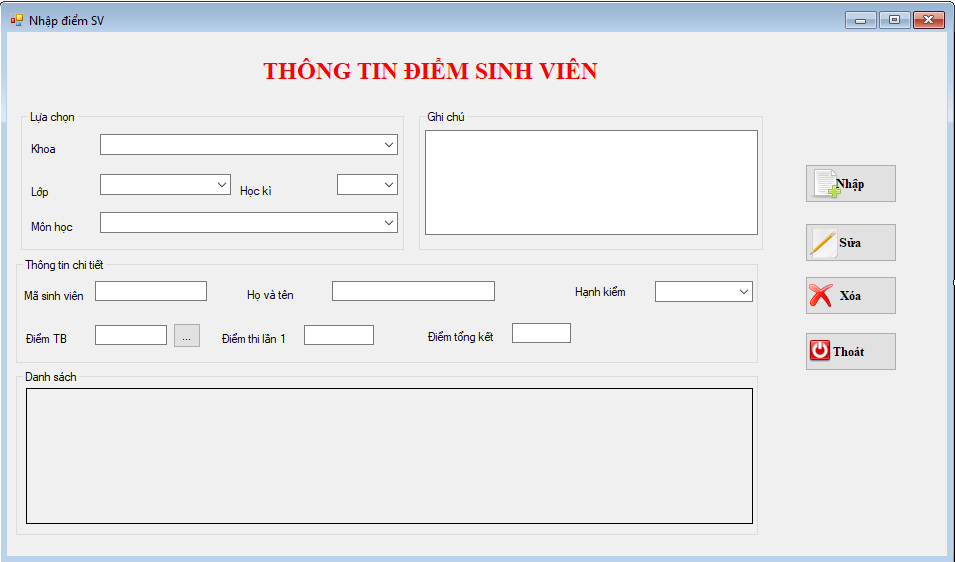 Nhập điểm SV
THÔNG TIN ĐIỂM SINH VIÊN
Lựa chọn
Khoa
Lớp
Học kì
Môn học
Ghi chú
Nhập
Sửa
Xóa
Thoát
Thông tin chi tiết
Mã sinh viên
Họ và tên
Hạnh kiểm
Điểm TB
...
Điểm thi lần 1
Điểm tổng kết
Danh sách